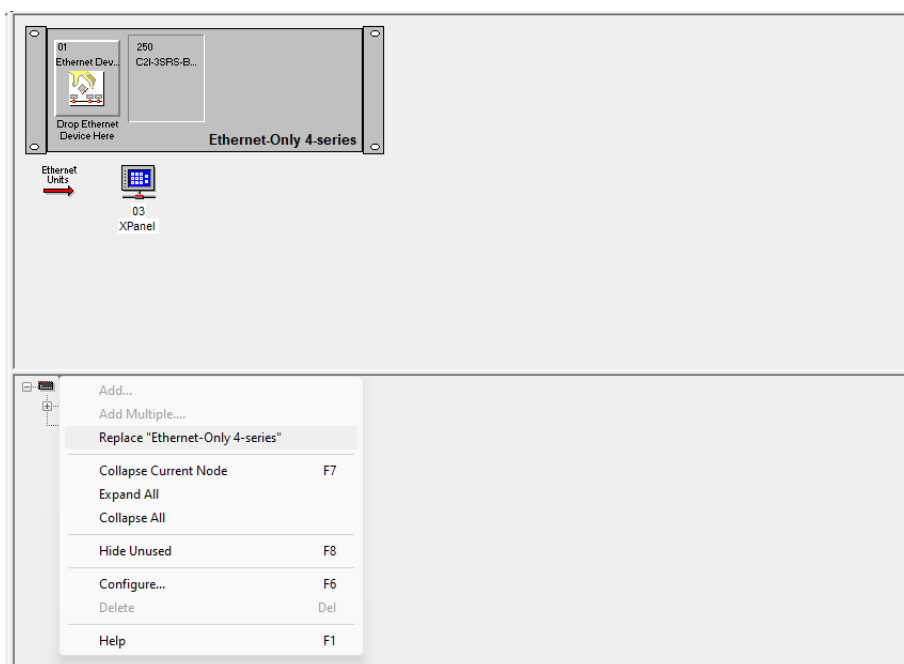 01
Ethernet Dev...
250
C2I-3SRS-B...
Drop Ethernet
Device Here
Ethernet-Only 4-series
Ethernet
Units
03
XPanel
Add...
Add Multiple....
Replace "Ethernet-Only 4-series"
Collapse Current Node F7
Expand All
Collapse All
Hide Unused F8
Configure... F6
Delete Del
Help F1